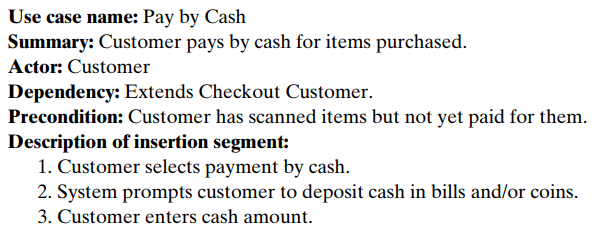 Use case name: Pay by Cash
Summary: Customer pays by cash for items purchased.
Actor: Customer
Dependency: Extends Checkout Customer.
Precondition: Customer has scanned items but not yet paid for them.
Description of insertion segment:
1. Customer selects payment by cash.
2. System prompts customer to deposit cash in bills and/or coins.
3. Customer enters cash amount.